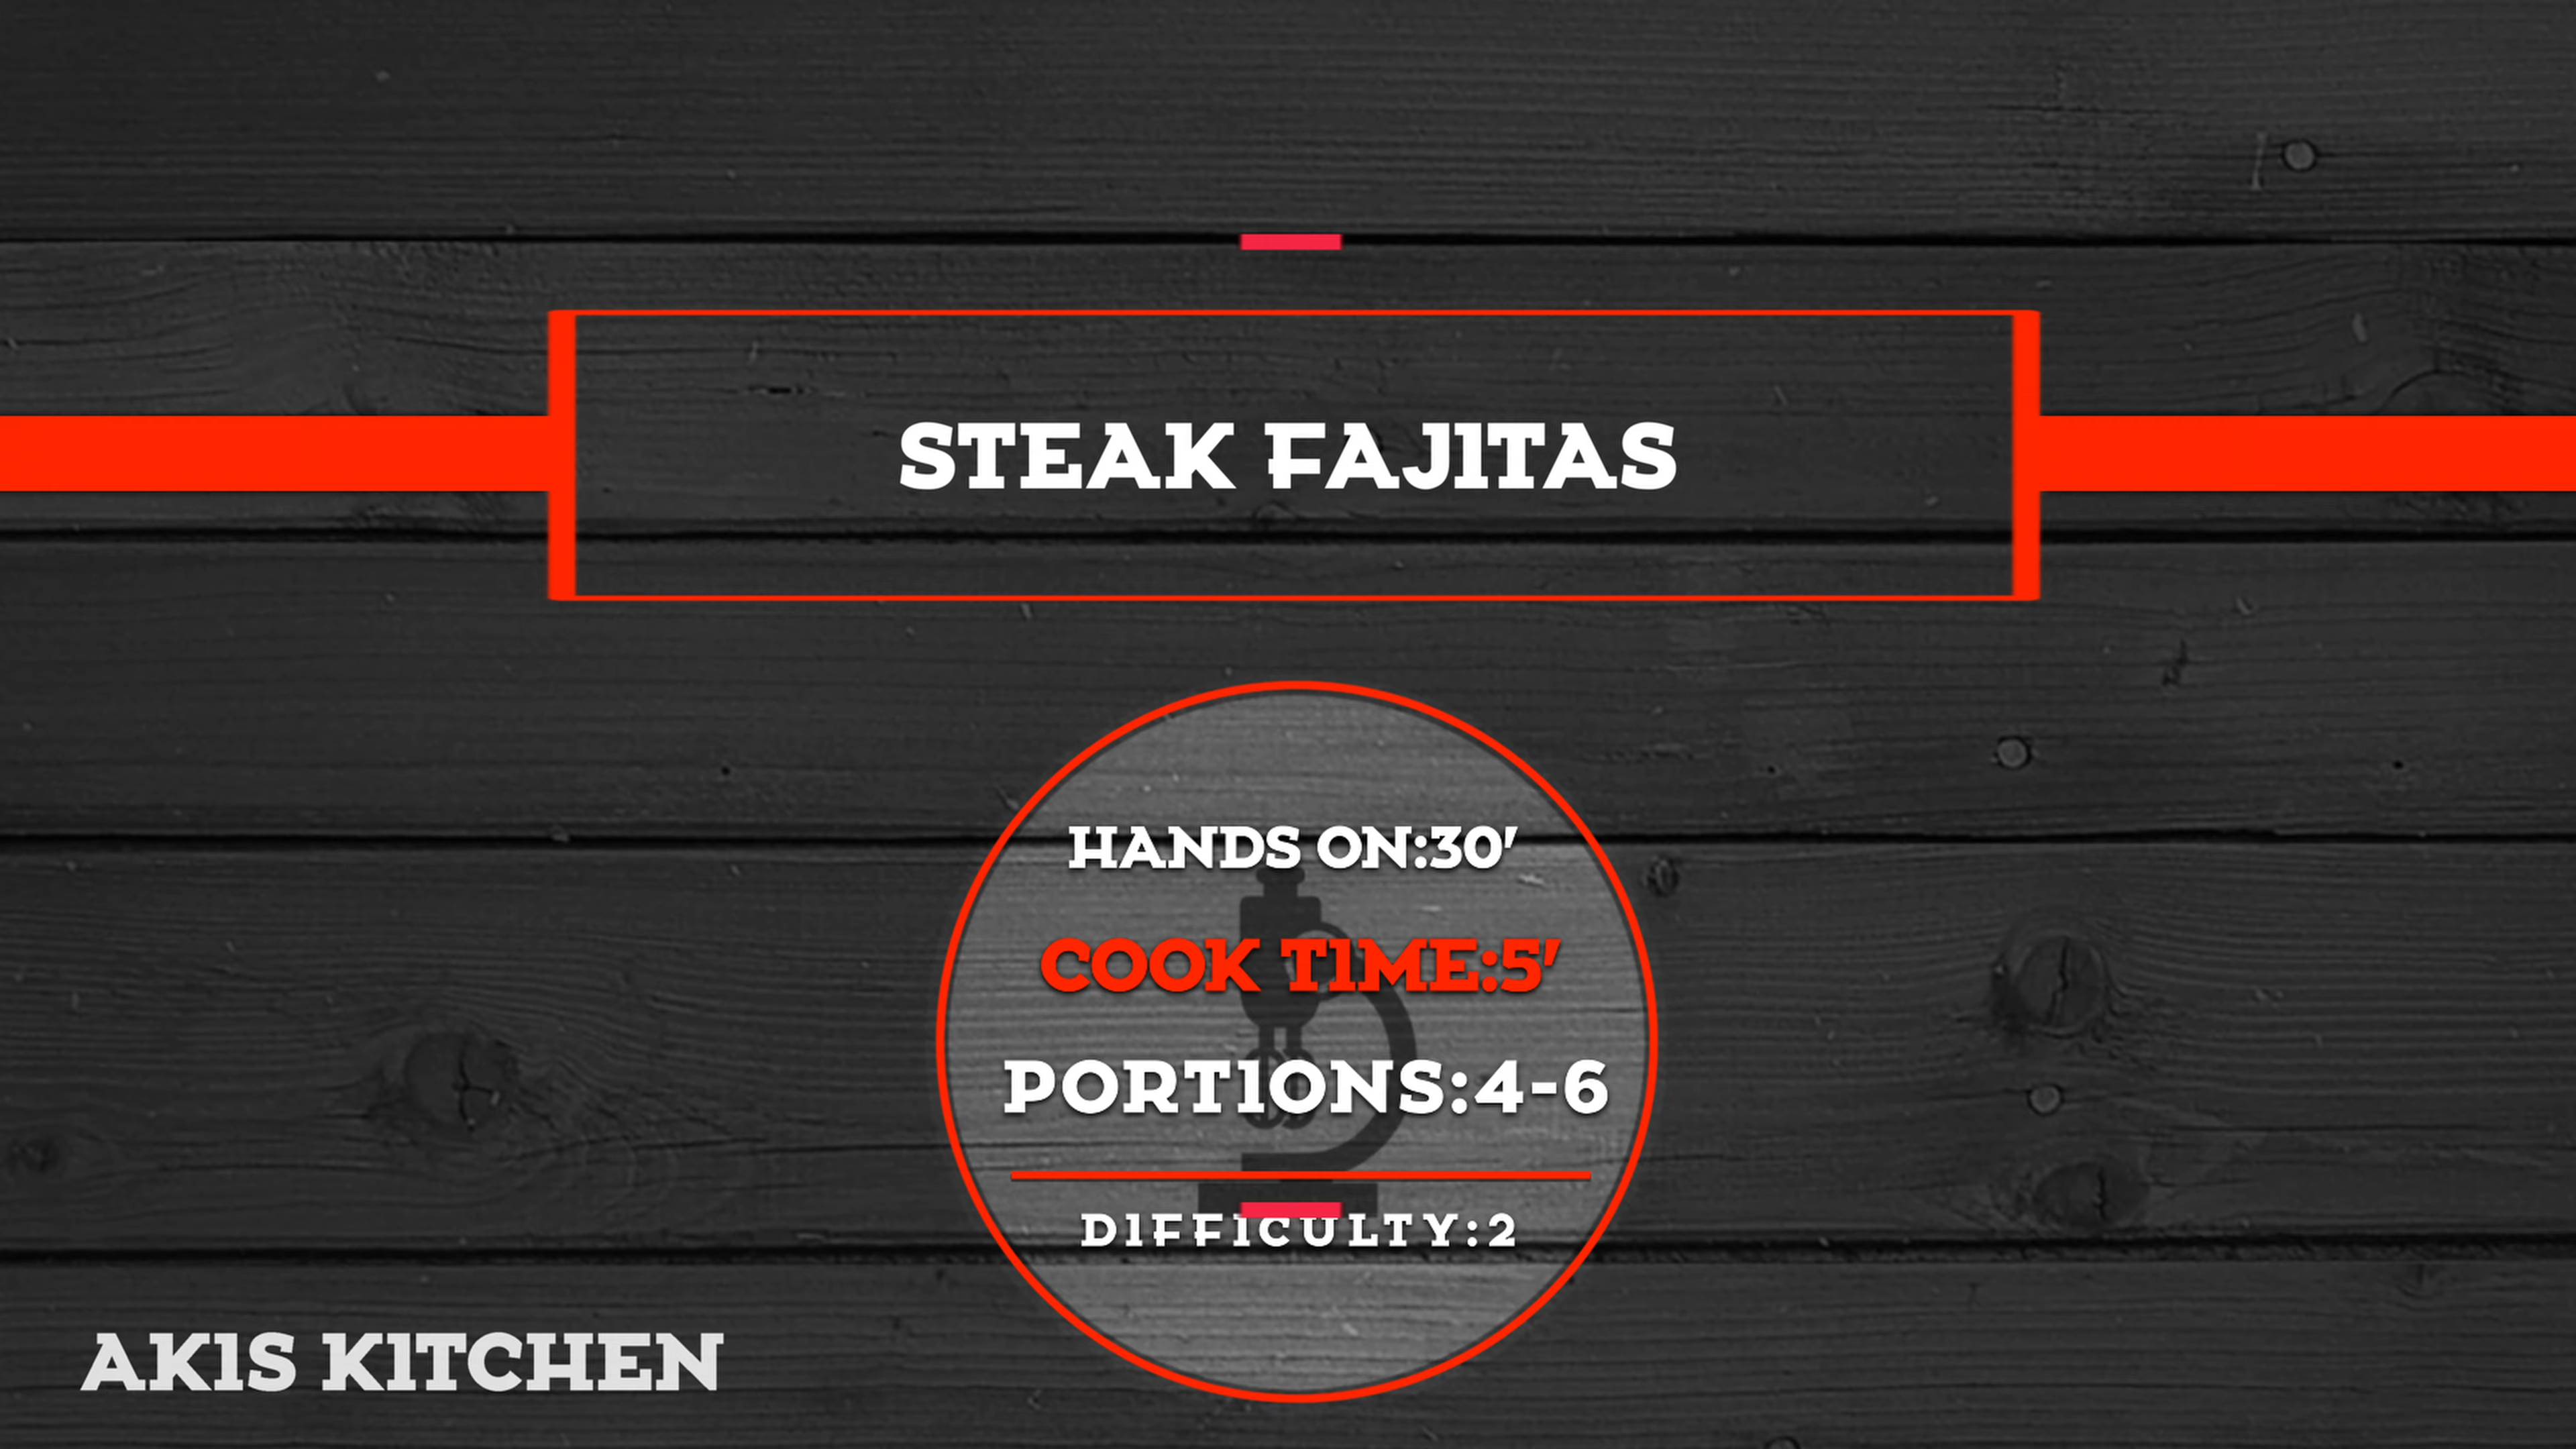 STEAK FAJITAS
HANDS ON:30'
COOK TIME:5'
PORTIONS:4-6
DIFFICULTY:2
AKIS KITCHEN